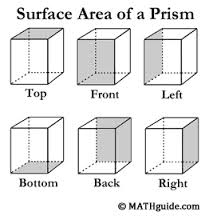 Surface Area of a Prism
Top Front Left
Bottom Back Right
© MATHguide.com